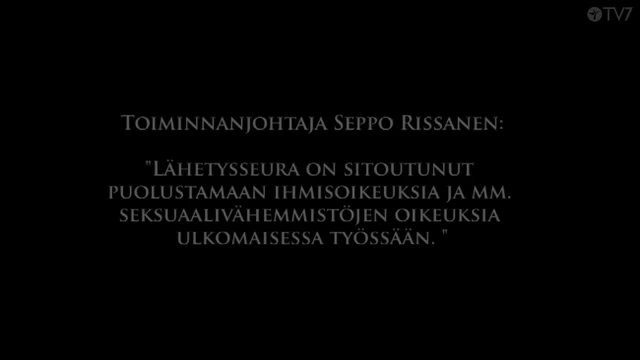 TV7
Toiminnanjohtaja Seppo Rissanen:
"Lähetysseura on sitoutunut
puolustamaan ihmisoikeuksia ja mm.
seksuaalivähemmistöjen oikeuksia
ulkomaisessa työssään. "